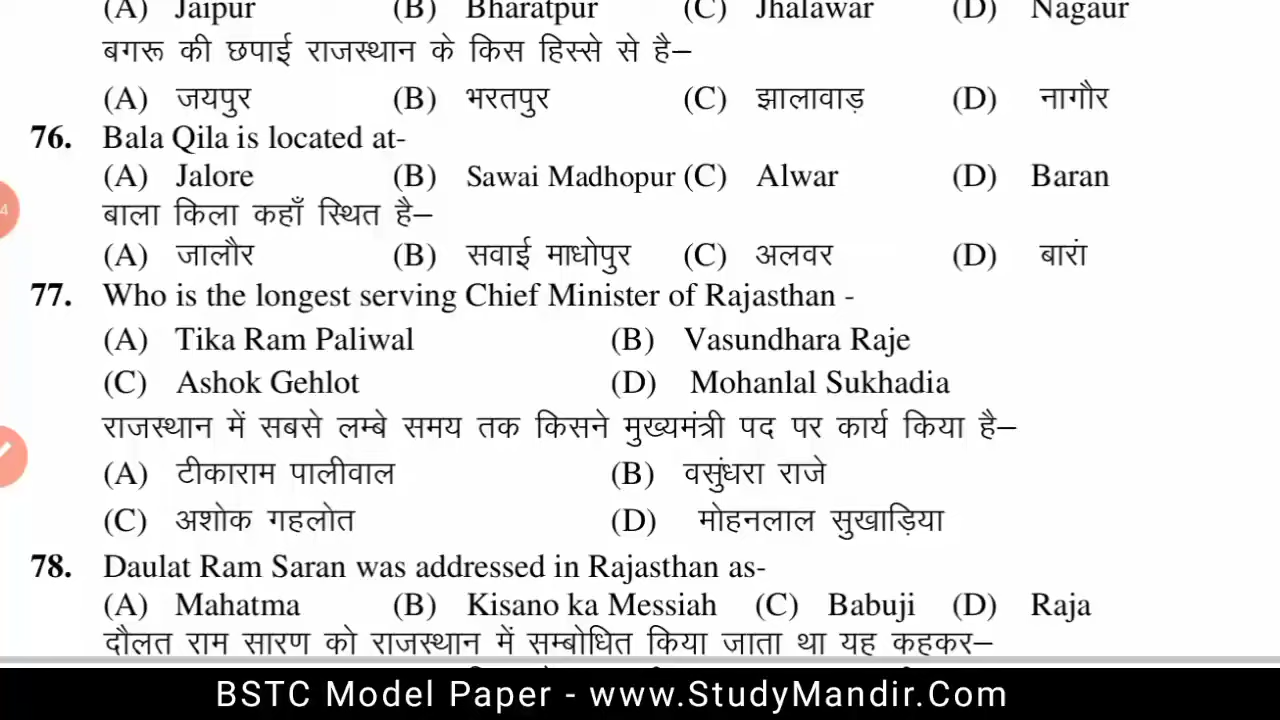 (A) Jaipur (B) Bharatpur (C) Jhalawar (D) Nagaur
बगरू की छपाई राजस्थान के किस हिस्से से है–
(A) जयपुर (B) भरतपुर (C) झालावाड़ (D) नागौर
76. Bala Qila is located at-
(A) Jalore (B) Sawai Madhopur (C) Alwar (D) Baran
बाला किला कहाँ स्थित है–
(A) जालौर (B) सवाई माधोपुर (C) अलवर (D) बारां
77. Who is the longest serving Chief Minister of Rajasthan -
(A) Tika Ram Paliwal (B) Vasundhara Raje
(C) Ashok Gehlot (D) Mohanlal Sukhadia
राजस्थान में सबसे लम्बे समय तक किसने मुख्यमंत्री पद पर कार्य किया है–
(A) टीकाराम पालीवाल (B) वसुंधरा राजे
(C) अशोक गहलोत (D) मोहनलाल सुखाड़िया
78. Daulat Ram Saran was addressed in Rajasthan as-
(A) Mahatma (B) Kisano ka Messiah (C) Babuji (D) Raja
दौलत राम सारण को राजस्थान में सम्बोधित किया जाता था यह कहकर–
BSTC Model Paper - www.StudyMandir.Com